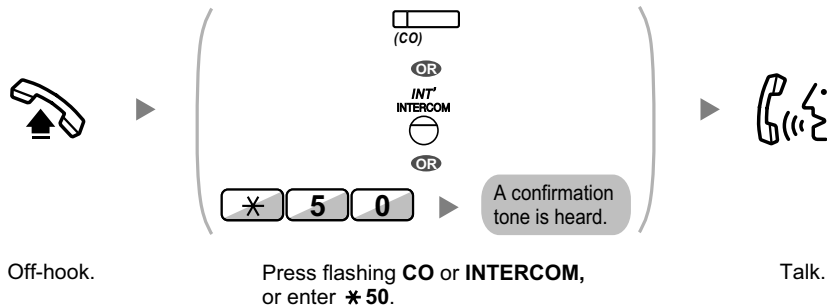 (CO)
OR
INT'
INTERCOM
OR
* 5 0
A confirmation
tone is heard.
Off-hook.
Press flashing CO or INTERCOM,
or enter * 50.
Talk.